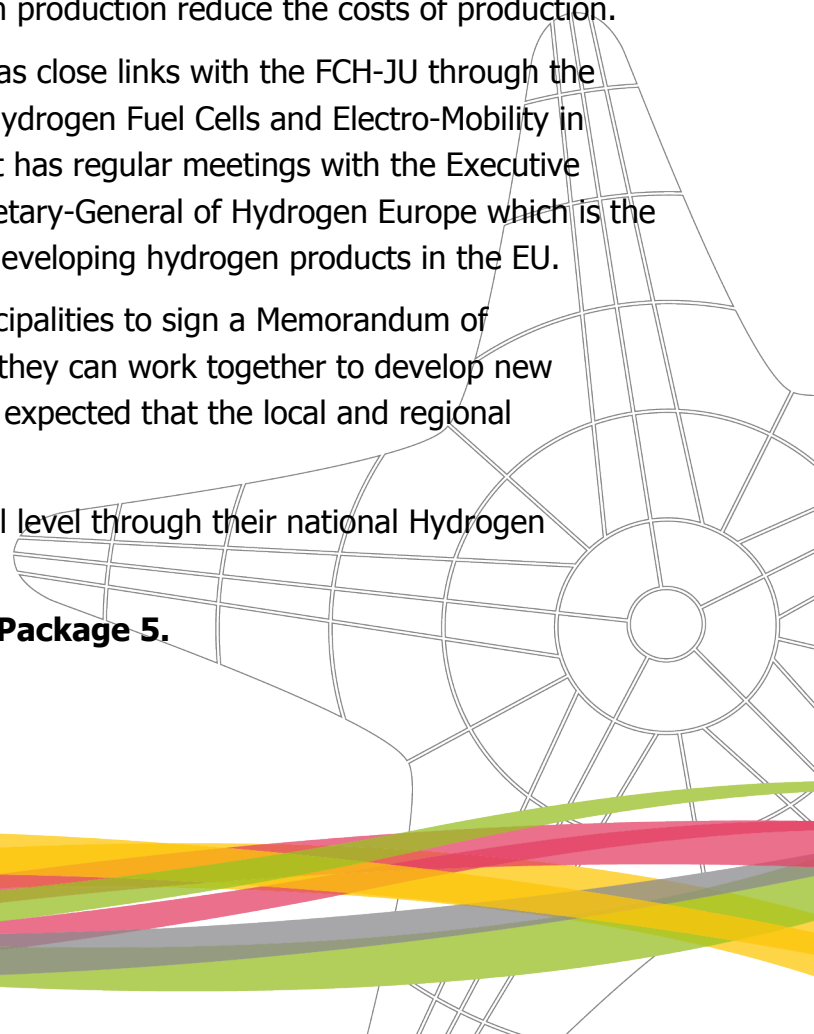 production reduce the costs of production.
as close links with the FCH-JU through the
ydrogen Fuel Cells and Electro-Mobility in
t has regular meetings with the Executive
etary-General of Hydrogen Europe which is the
eveloping hydrogen products in the EU.
cipalities to sign a Memorandum of
they can work together to develop new
expected that the local and regional
l level through their national Hydrogen
Package 5.